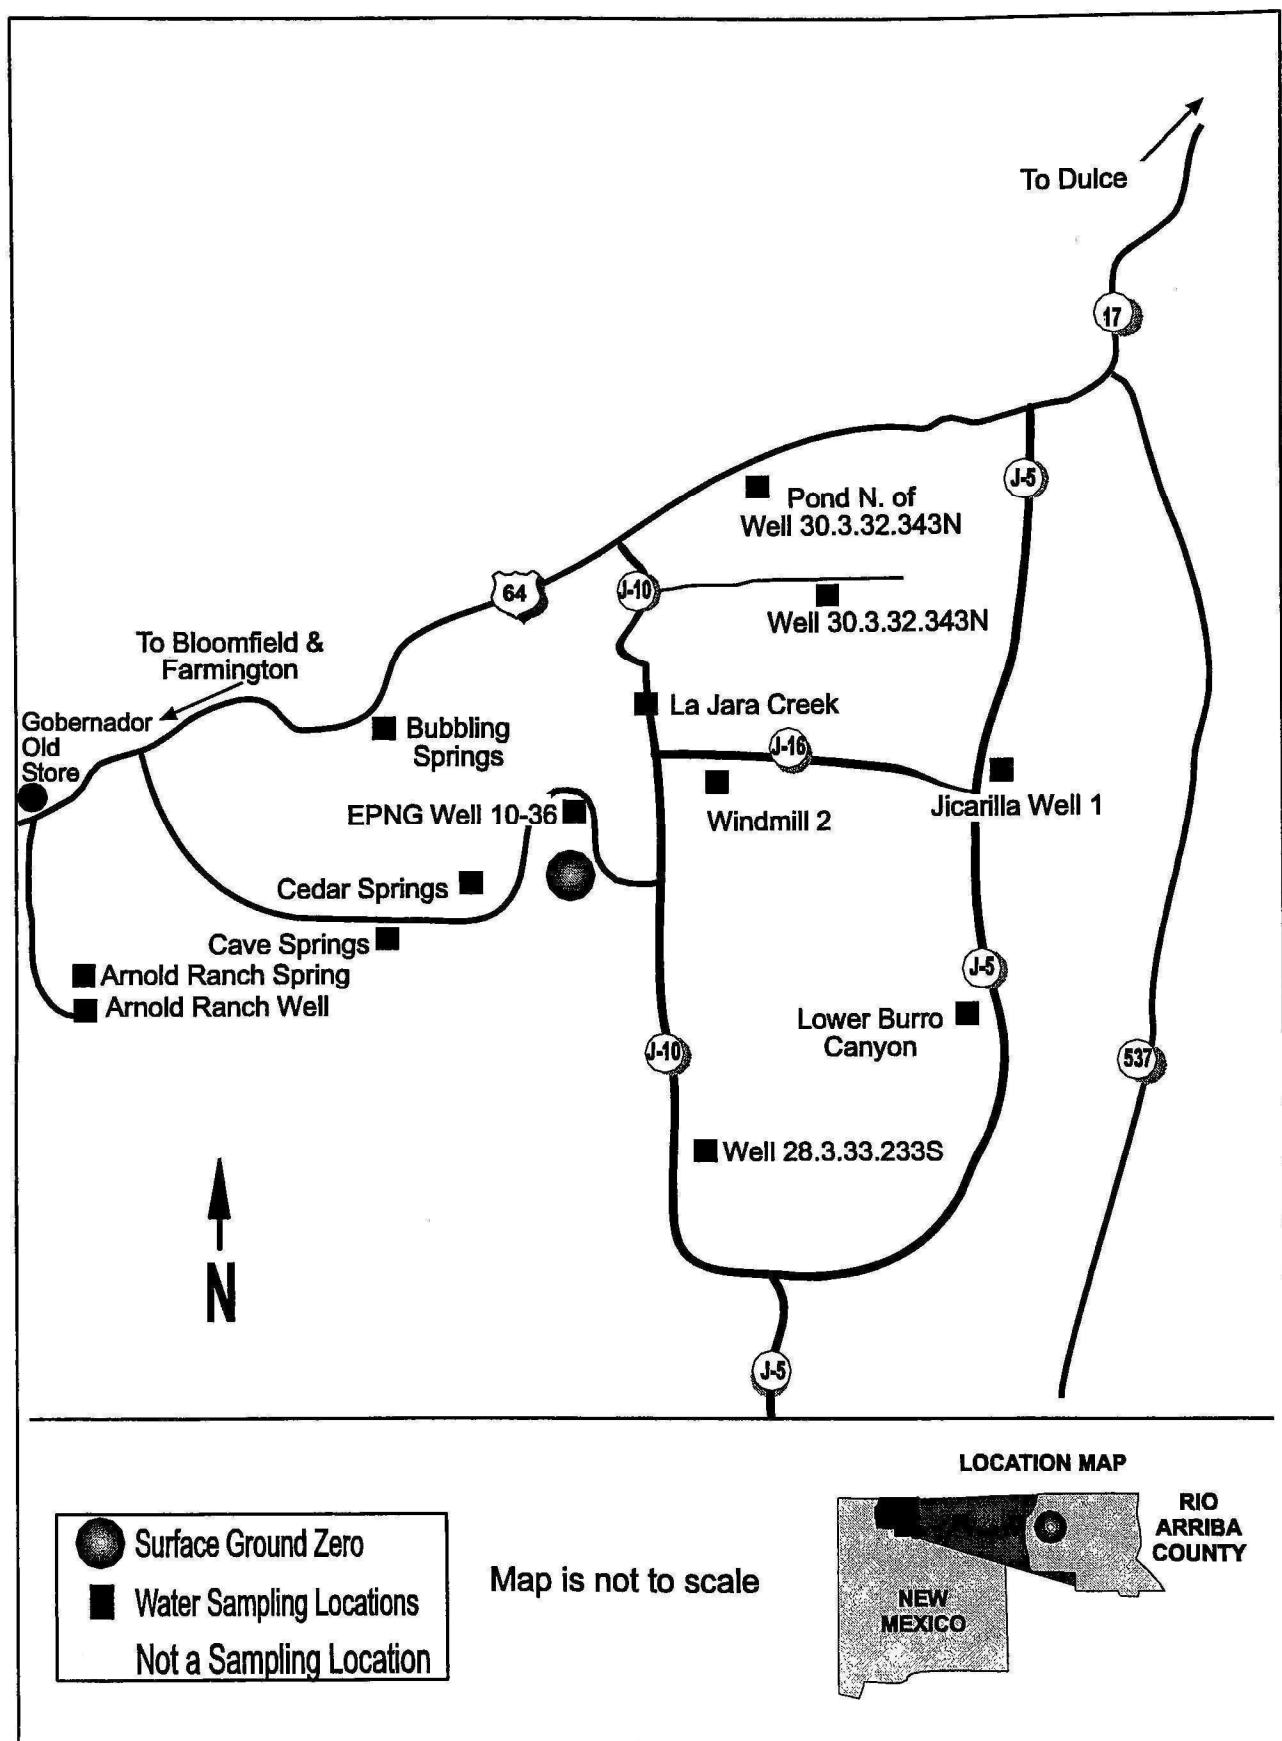 To Dulce
17
J-5
Pond N. of
Well 30.3.32.343N
64
J-10
Well 30.3.32.343N
To Bloomfield &
Farmington
Gobernador
Old
Store
Bubbling
Springs
La Jara Creek
J-16
Jicarilla Well 1
EPNG Well 10-36
Windmill 2
Cedar Springs
Cave Springs
Arnold Ranch Spring
Arnold Ranch Well
J-5
Lower Burro
Canyon
J-10
537
Well 28.3.33.233S
N
J-5
Surface Ground Zero
Water Sampling Locations
Not a Sampling Location
Map is not to scale
LOCATION MAP
RIO
ARRIBA
COUNTY
NEW
MEXICO